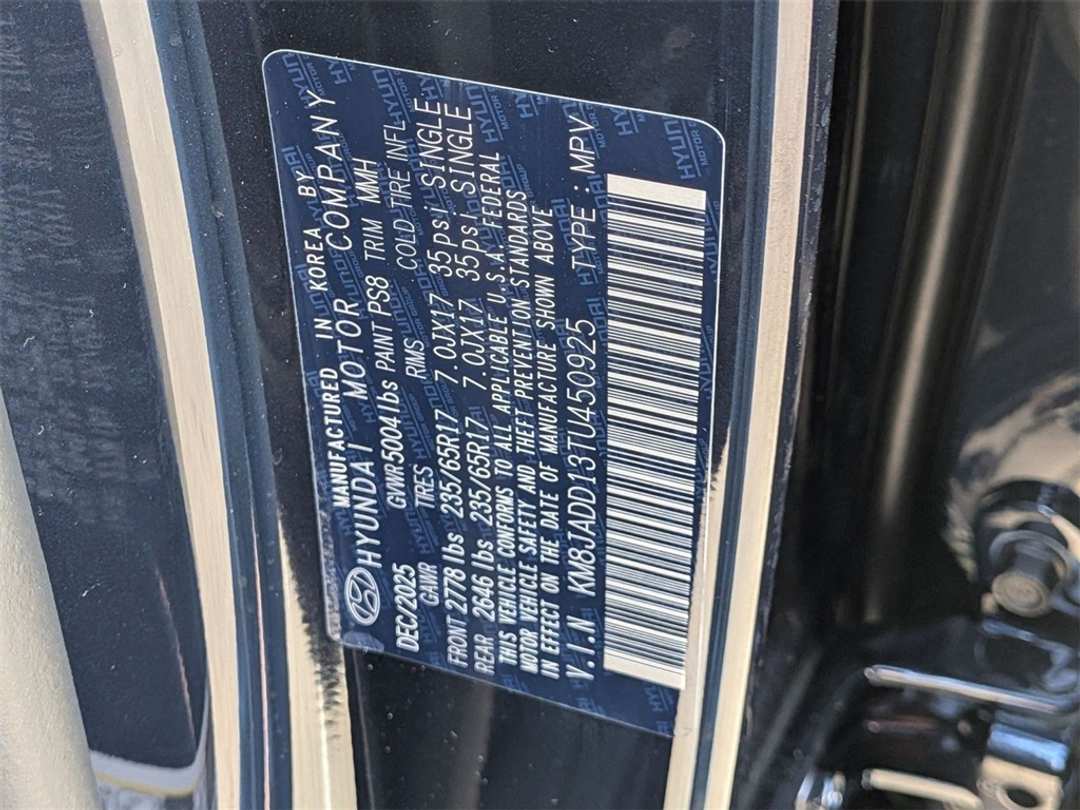 MANUFACTURED IN KOREA BY
HYUNDAI MOTOR COMPANY
DEC/2025 GVWR 5004 lbs PAINT PS8 TRIM MMH
GAWR TIRES RIMS COLD TIRE INFL
FRONT 2778 lbs 235/65R17 7.0JX17 35psi SINGLE
REAR 2646 lbs 235/65R17 7.0JX17 35psi SINGLE
THIS VEHICLE CONFORMS TO ALL APPLICABLE U.S.A. FEDERAL
MOTOR VEHICLE SAFETY AND THEFT PREVENTION STANDARDS
IN EFFECT ON THE DATE OF MANUFACTURE SHOWN ABOVE
V.I.N KM8JADD13TU450925 TYPE : MPV